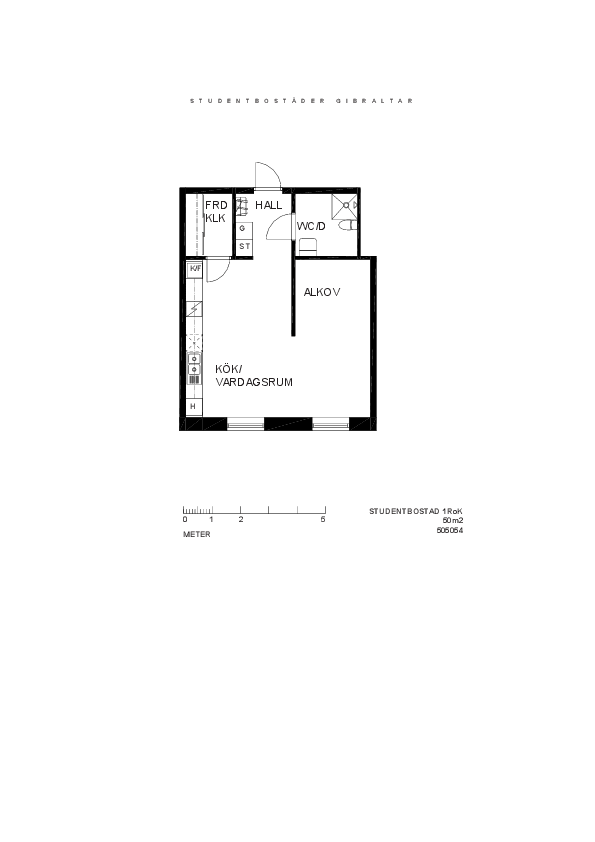 STUDENTBOSTÄDER GIBRALTAR
FRD
KLK
HALL
G
ST
WC/D
K/F
ALKOV
KÖK/
VARDAGSRUM
H
0 1 2 5
METER
STUDENTBOSTAD 1RoK
50m2
505054